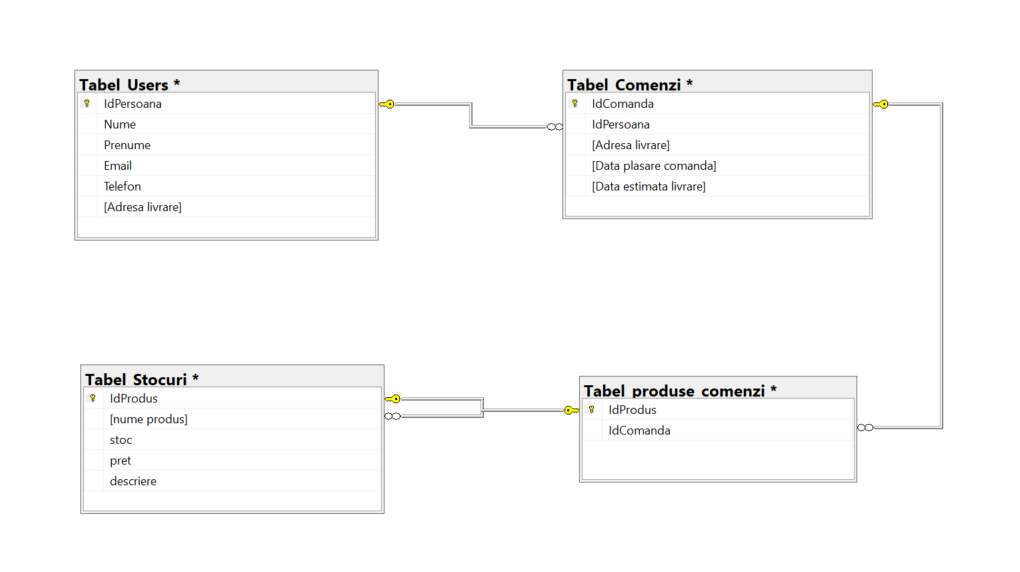 Tabel_Users *
IdPersoana
Nume
Prenume
Email
Telefon
[Adresa livrare]
Tabel_Comenzi *
IdComanda
IdPersoana
[Adresa livrare]
[Data plasare comanda]
[Data estimata livrare]
Tabel_Stocuri *
IdProdus
[nume produs]
stoc
pret
descriere
Tabel_produse_comenzi *
IdProdus
IdComanda